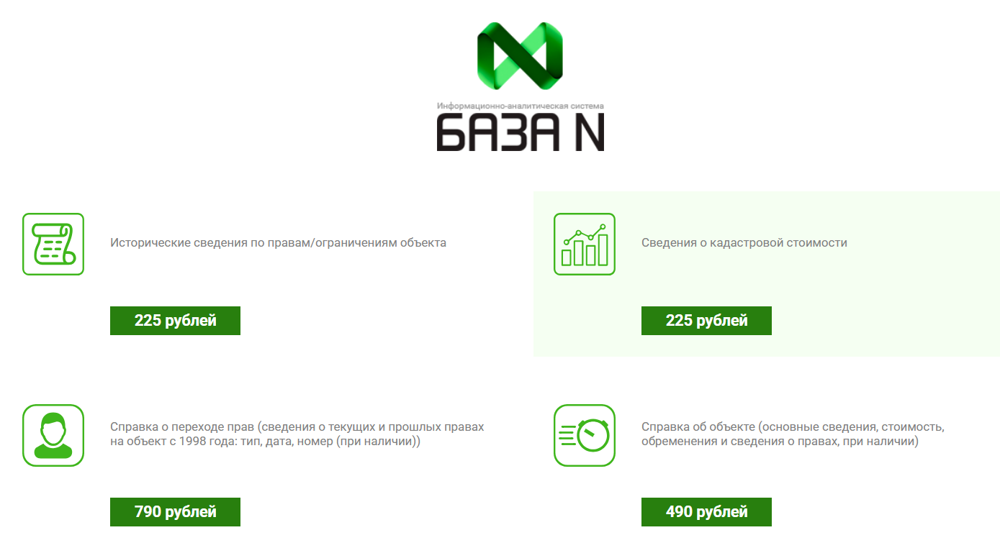 Информационно-аналитическая система
БАЗА N
Исторические сведения по правам/ограничениям объекта
225 рублей
Сведения о кадастровой стоимости
225 рублей
Справка о переходе прав (сведения о текущих и прошлых правах
на объект с 1998 года: тип, дата, номер (при наличии))
790 рублей
Справка об объекте (основные сведения, стоимость,
обременения и сведения о правах, при наличии)
490 рублей